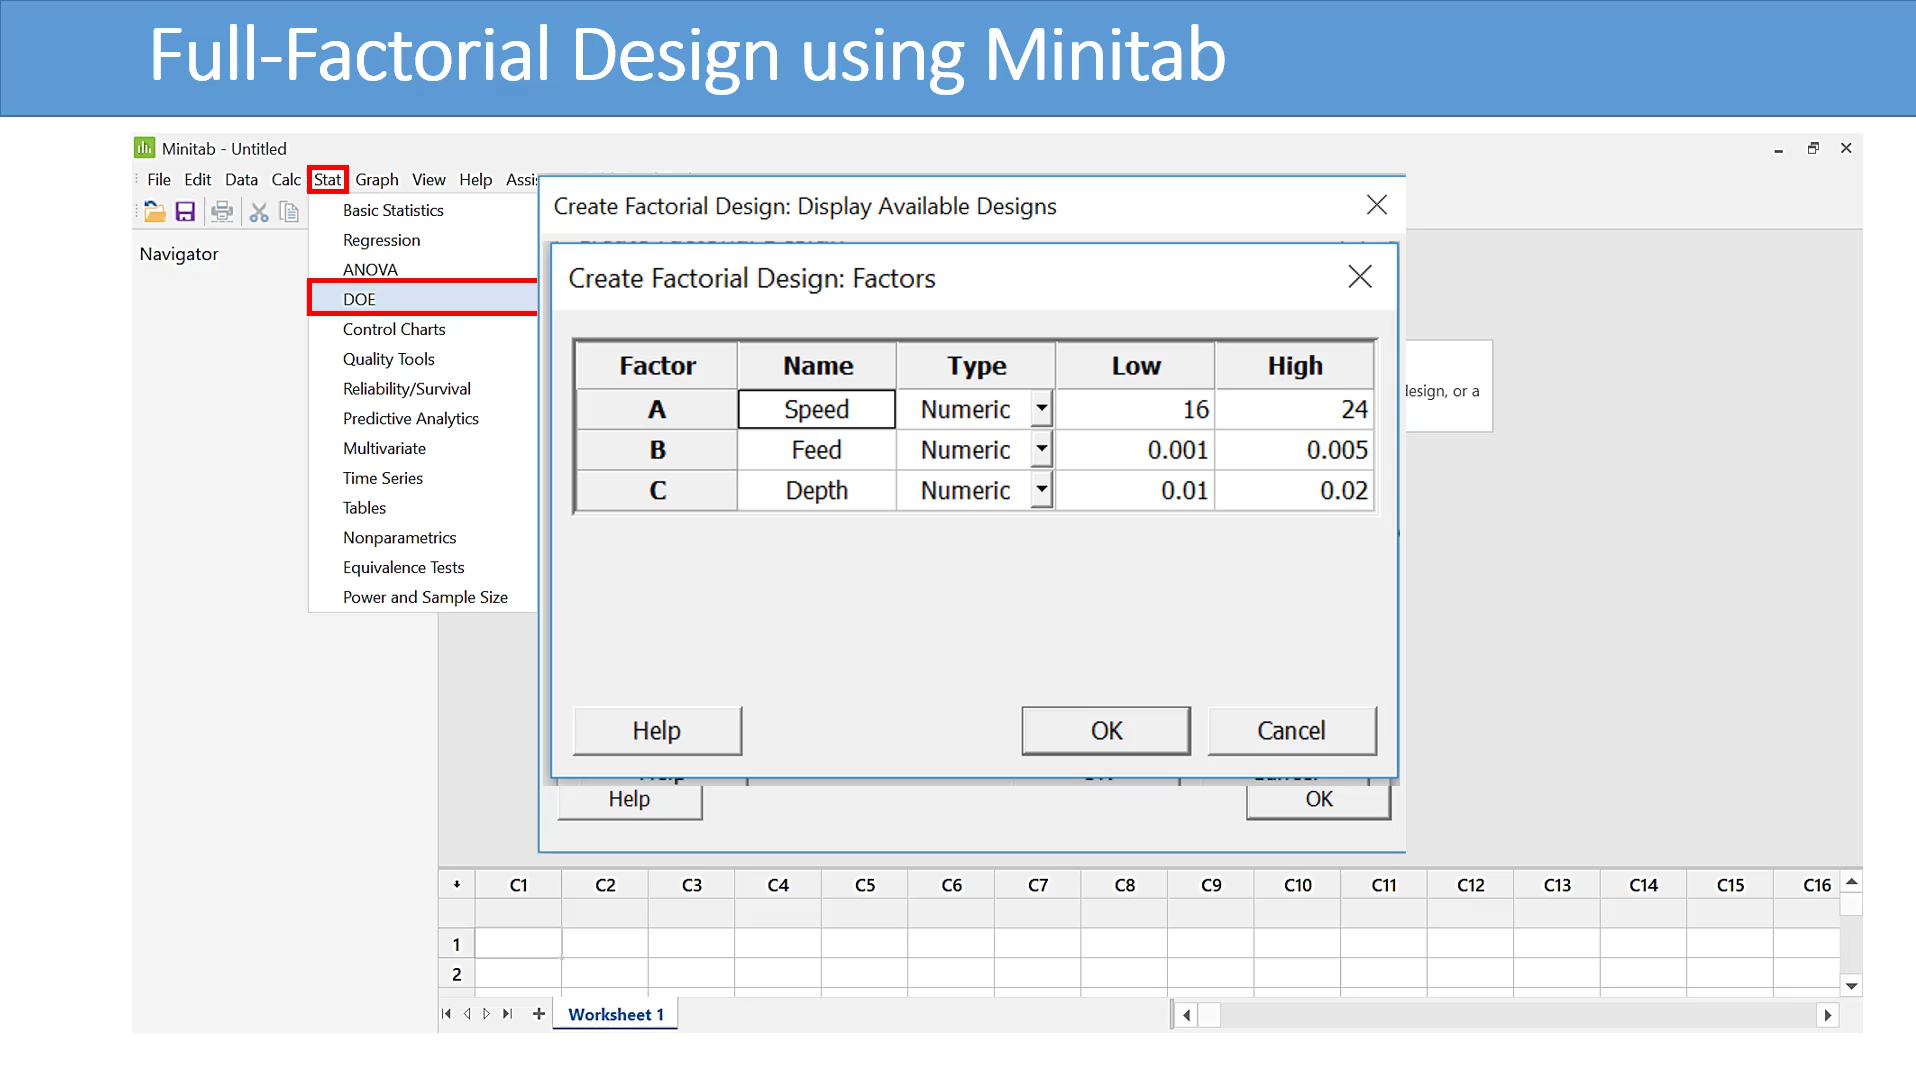 Full-Factorial Design using Minitab
Minitab - Untitled
File Edit Data Calc Stat Graph View Help
Navigator
Basic Statistics
Regression
ANOVA
DOE
Control Charts
Quality Tools
Reliability/Survival
Predictive Analytics
Multivariate
Time Series
Tables
Nonparametrics
Equivalence Tests
Power and Sample Size
Create Factorial Design: Display Available Designs
Create Factorial Design: Factors
Factor Name Type Low High
A Speed Numeric 16 24
B Feed Numeric 0.001 0.005
C Depth Numeric 0.01 0.02
design, or a
Help OK Cancel
Help OK
C1 C2 C3 C4 C5 C6 C7 C8 C9 C10 C11 C12 C13 C14 C15 C16
1
2
Worksheet 1